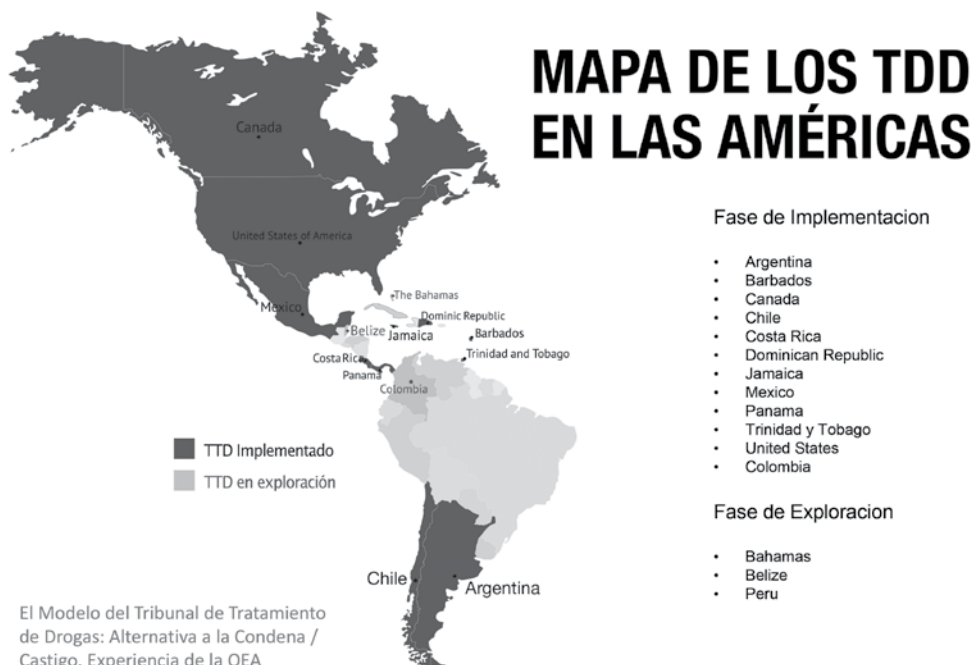 MAPA DE LOS TDD
EN LAS AMÉRICAS
Canada
United States of America
Mexico
The Bahamas
Dominic Republic
Belize
Jamaica
Barbados
Costa Rica
Trinidad and Tobago
Panama
Colombia
TTD Implementado
TTD en exploración
Chile
Argentina
Fase de Implementacion
• Argentina
• Barbados
• Canada
• Chile
• Costa Rica
• Dominican Republic
• Jamaica
• Mexico
• Panama
• Trinidad y Tobago
• United States
• Colombia
Fase de Exploracion
• Bahamas
• Belize
• Peru
El Modelo del Tribunal de Tratamiento
de Drogas: Alternativa a la Condena /
Castigo. Experiencia de la OEA